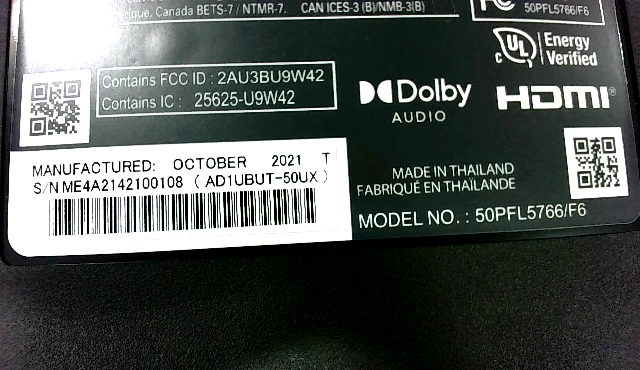 ique, Canada BETS-7 / NTMR-7. CAN ICES-3 (B)/NMB-3(B)
FC
50PFL5766/F6
c UL Energy
Verified
Contains FCC ID : 2AU3BU9W42
Contains IC : 25625-U9W42
Dolby
AUDIO
HDMI®
MANUFACTURED: OCTOBER 2021 T
S/N ME4A2142100108 ( AD1UBUT-50UX )
MADE IN THAILAND
FABRIQUÉ EN THAÏLANDE
MODEL NO. : 50PFL5766/F6